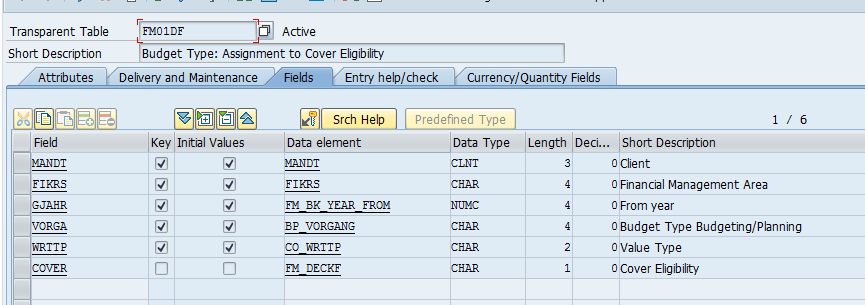 Transparent Table FM01DF Active
Short Description Budget Type: Assignment to Cover Eligibility
Attributes Delivery and Maintenance Fields Entry help/check Currency/Quantity Fields
Srch Help Predefined Type 1 / 6
Field Key Initial Values Data element Data Type Length Deci... Short Description
MANDT MANDT CLNT 3 0 Client
FIKRS FIKRS CHAR 4 0 Financial Management Area
GJAHR FM_BK_YEAR_FROM NUMC 4 0 From year
VORGA BP_VORGANG CHAR 4 0 Budget Type Budgeting/Planning
WRTTP CO_WRTTP CHAR 2 0 Value Type
COVER FM_DECKF CHAR 1 0 Cover Eligibility